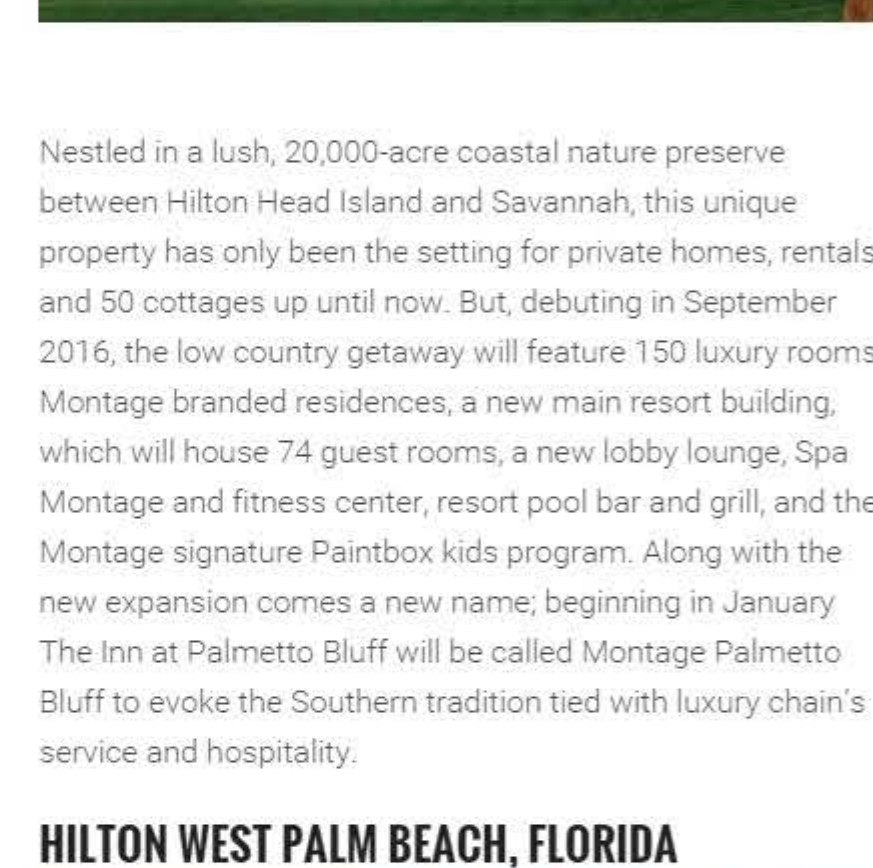 Nestled in a lush, 20,000-acre coastal nature preserve
between Hilton Head Island and Savannah, this unique
property has only been the setting for private homes, rentals
and 50 cottages up until now. But, debuting in September
2016, the low country getaway will feature 150 luxury rooms
Montage branded residences, a new main resort building,
which will house 74 guest rooms, a new lobby lounge, Spa
Montage and fitness center, resort pool bar and grill, and the
Montage signature Paintbox kids program. Along with the
new expansion comes a new name; beginning in January
The Inn at Palmetto Bluff will be called Montage Palmetto
Bluff to evoke the Southern tradition tied with luxury chain's
service and hospitality.
HILTON WEST PALM BEACH, FLORIDA